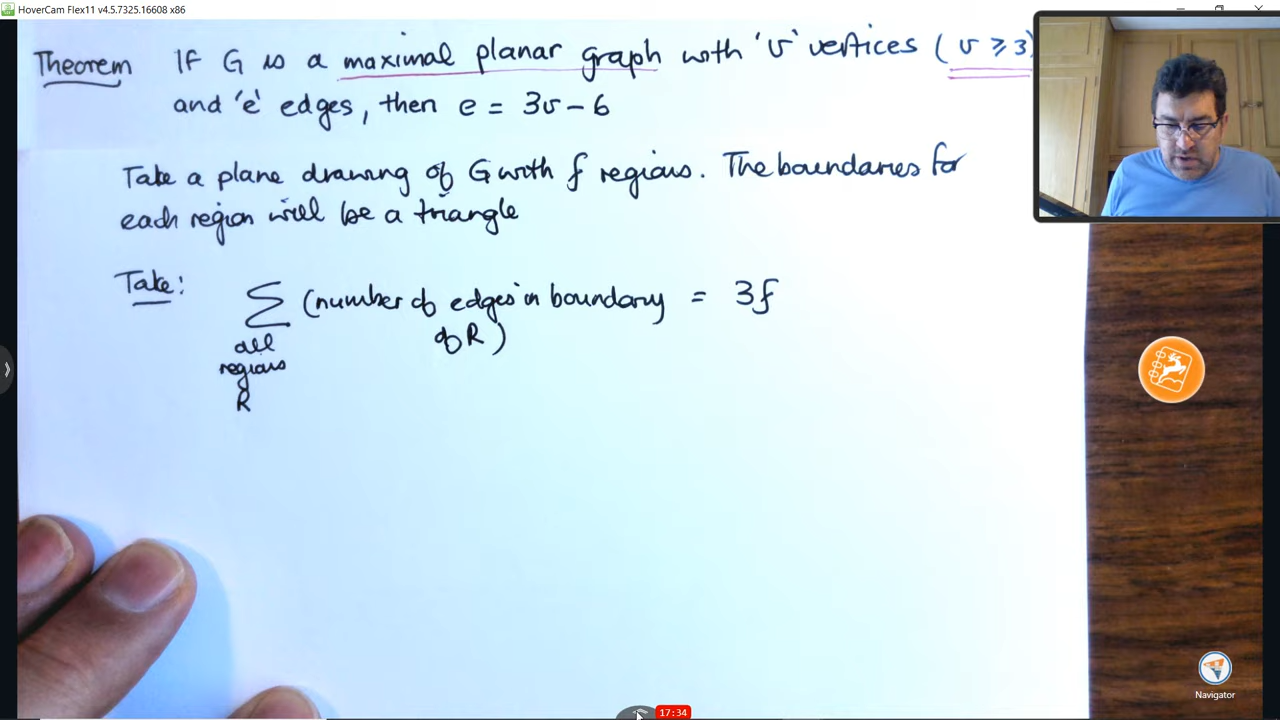 HoverCam Flex11 v4.5.7325.16608 x86
Theorem If G is a maximal planar graph with 'v' vertices (v ⩾ 3)
and 'e' edges, then e = 3v – 6
Take a plane drawing of G with f regions. The boundaries for
each region will be a triangle
Take: ∑ (number of edges in boundary = 3f
of R)
all
regions
R
Navigator
17:34